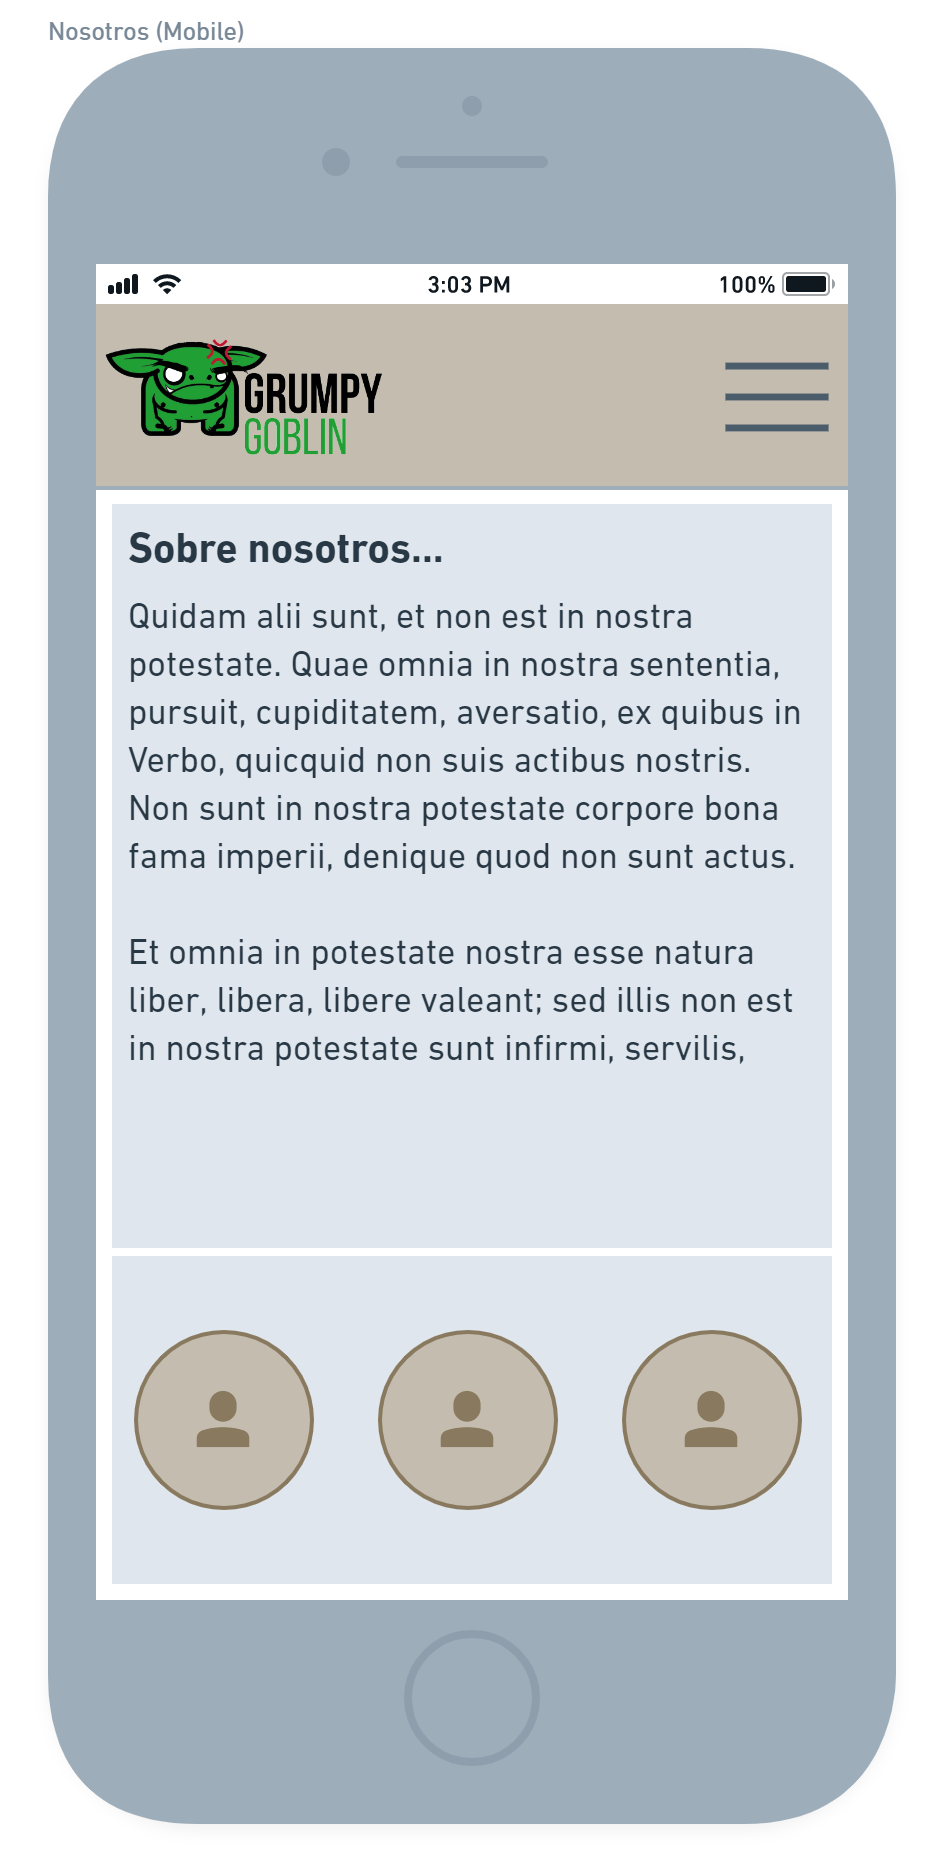 Nosotros (Mobile)
3:03 PM
100%
GRUMPY
GOBLIN
Sobre nosotros...
Quidam alii sunt, et non est in nostra
potestate. Quae omnia in nostra sententia,
pursuit, cupiditatem, aversatio, ex quibus in
Verbo, quicquid non suis actibus nostris.
Non sunt in nostra potestate corpore bona
fama imperii, denique quod non sunt actus.
Et omnia in potestate nostra esse natura
liber, libera, libere valeant; sed illis non est
in nostra potestate sunt infirmi, servilis,